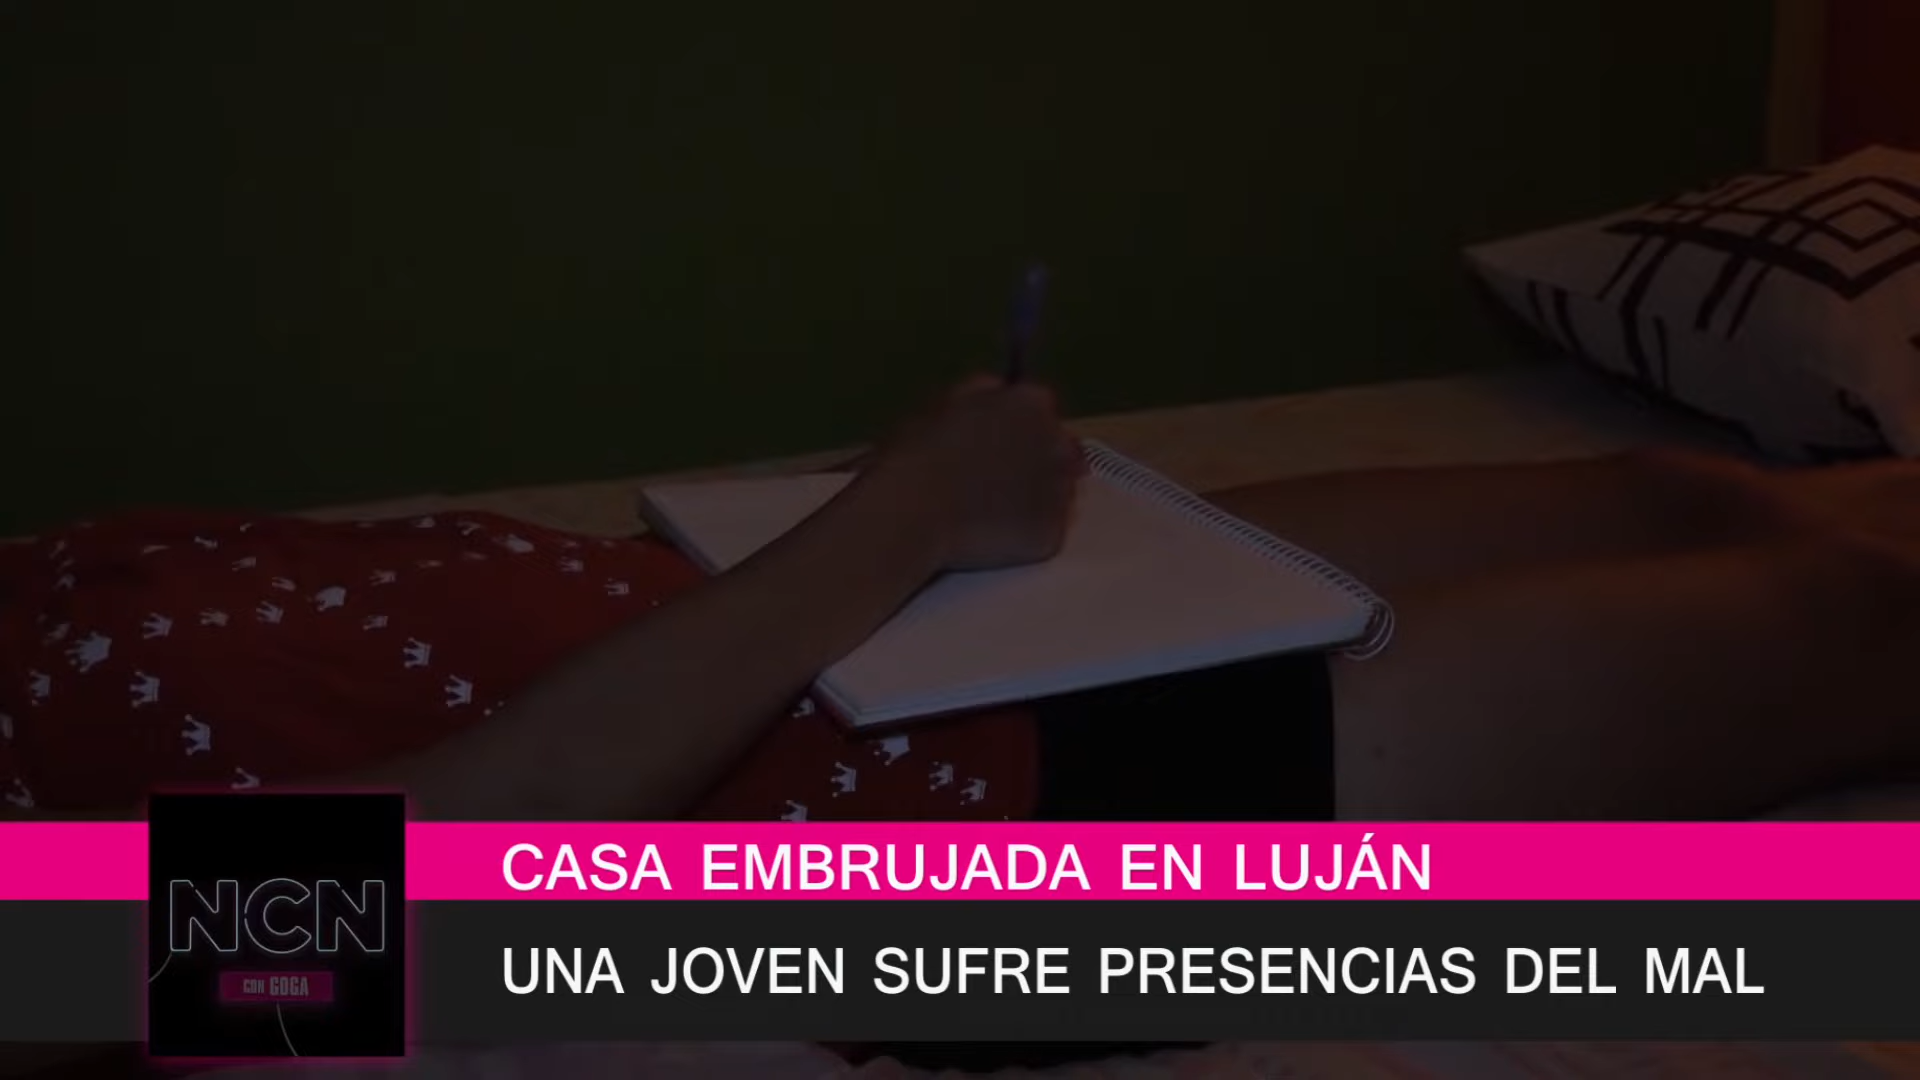 CASA EMBRUJADA EN LUJÁN
NCN
CON GOGA
UNA JOVEN SUFRE PRESENCIAS DEL MAL